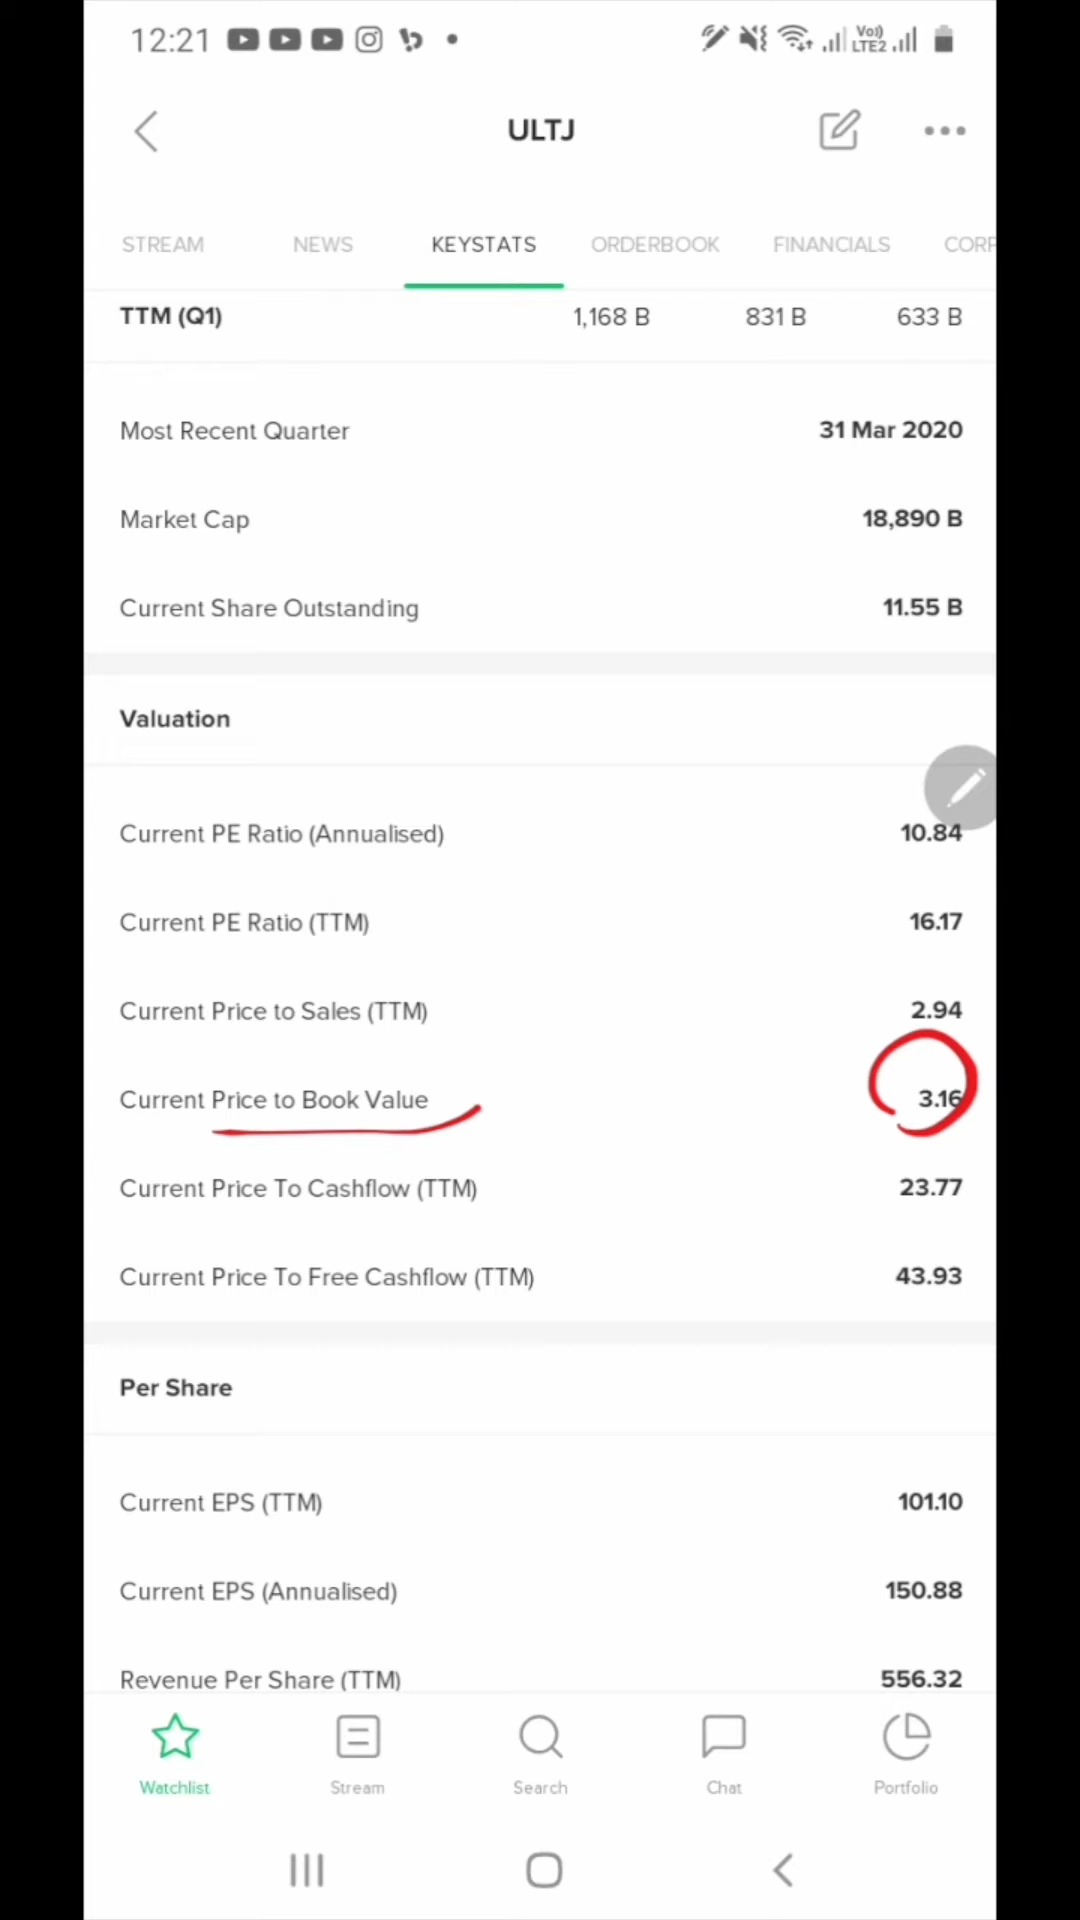 12:21
Vo))
LTE2
ULTJ
STREAM NEWS KEYSTATS ORDERBOOK FINANCIALS CORP
TTM (Q1) 1,168 B 831 B 633 B
Most Recent Quarter 31 Mar 2020
Market Cap 18,890 B
Current Share Outstanding 11.55 B
Valuation
Current PE Ratio (Annualised) 10.84
Current PE Ratio (TTM) 16.17
Current Price to Sales (TTM) 2.94
Current Price to Book Value 3.16
Current Price To Cashflow (TTM) 23.77
Current Price To Free Cashflow (TTM) 43.93
Per Share
Current EPS (TTM) 101.10
Current EPS (Annualised) 150.88
Revenue Per Share (TTM) 556.32
Watchlist Stream Search Chat Portfolio